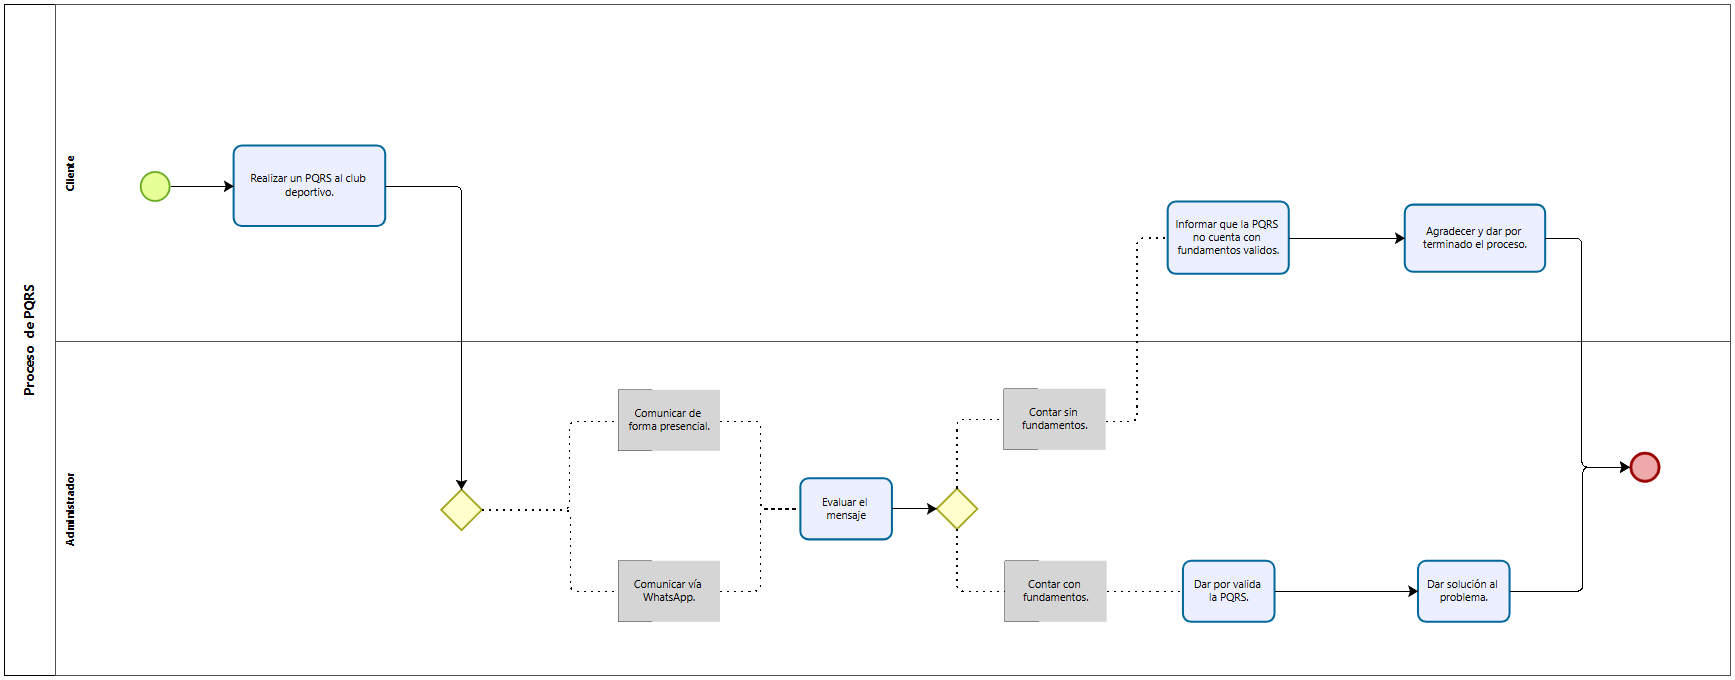 Proceso de PQRS
Cliente
Realizar un PQRS al club
deportivo.
Informar que la PQRS
no cuenta con
fundamentos validos.
Agradecer y dar por
terminado el proceso.
Administrador
Comunicar de
forma presencial.
Comunicar vía
WhatsApp.
Evaluar el
mensaje
Contar sin
fundamentos.
Contar con
fundamentos.
Dar por valida
la PQRS.
Dar solución al
problema.